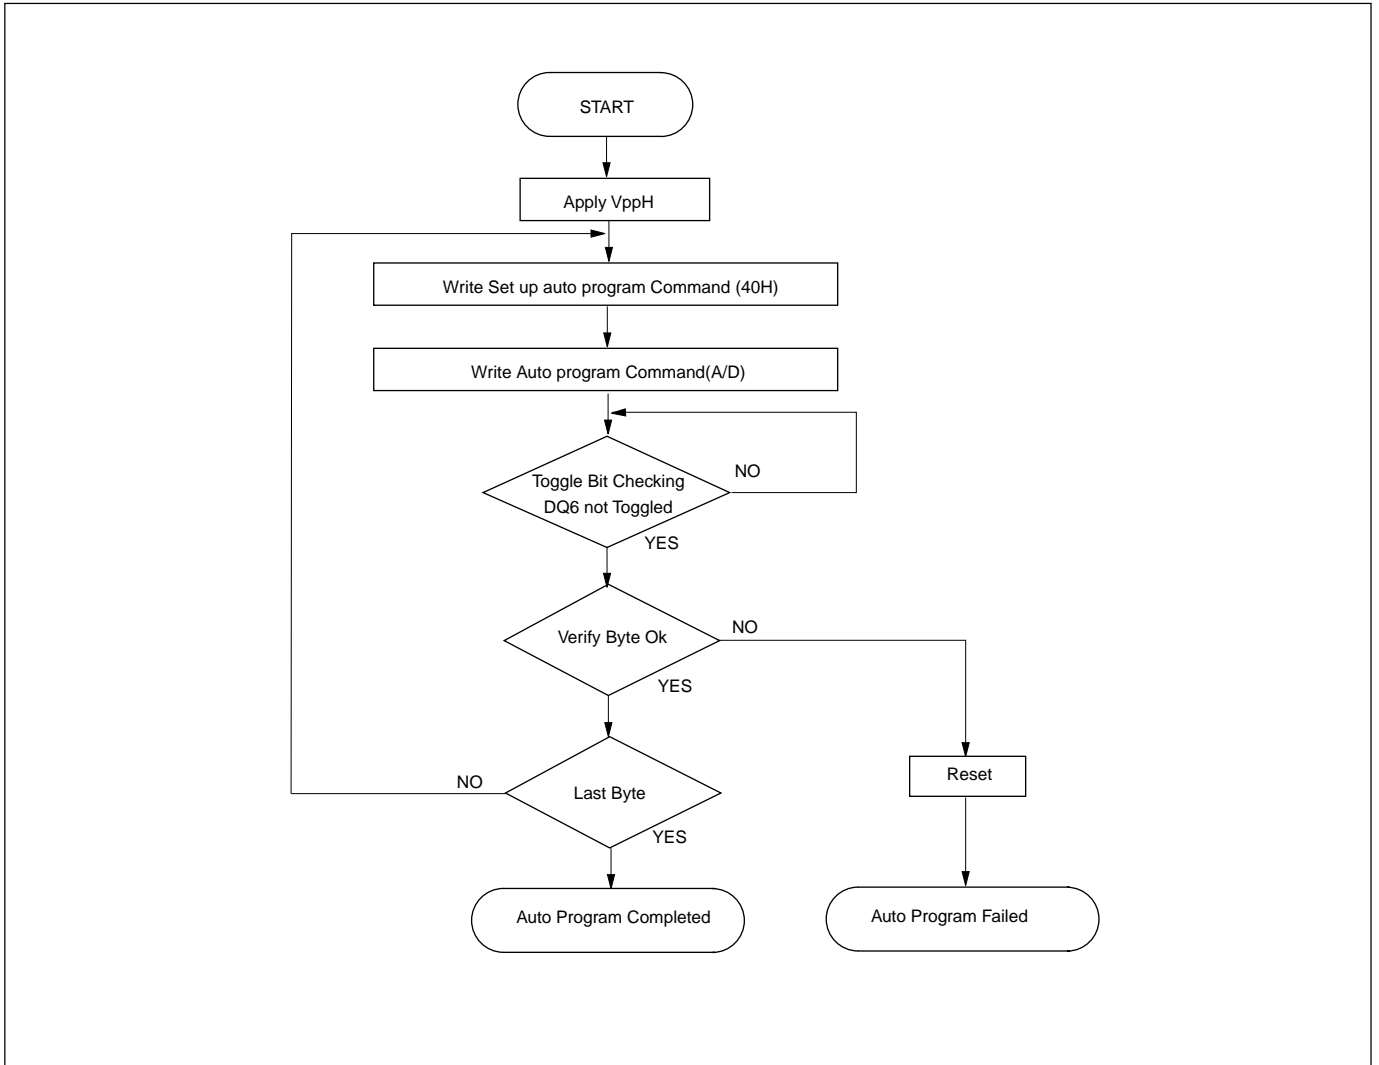 START
Apply VppH
Write Set up auto program Command (40H)
Write Auto program Command(A/D)
Toggle Bit Checking
DQ6 not Toggled
NO
YES
Verify Byte Ok
NO
YES
Last Byte
NO
YES
Reset
Auto Program Completed
Auto Program Failed